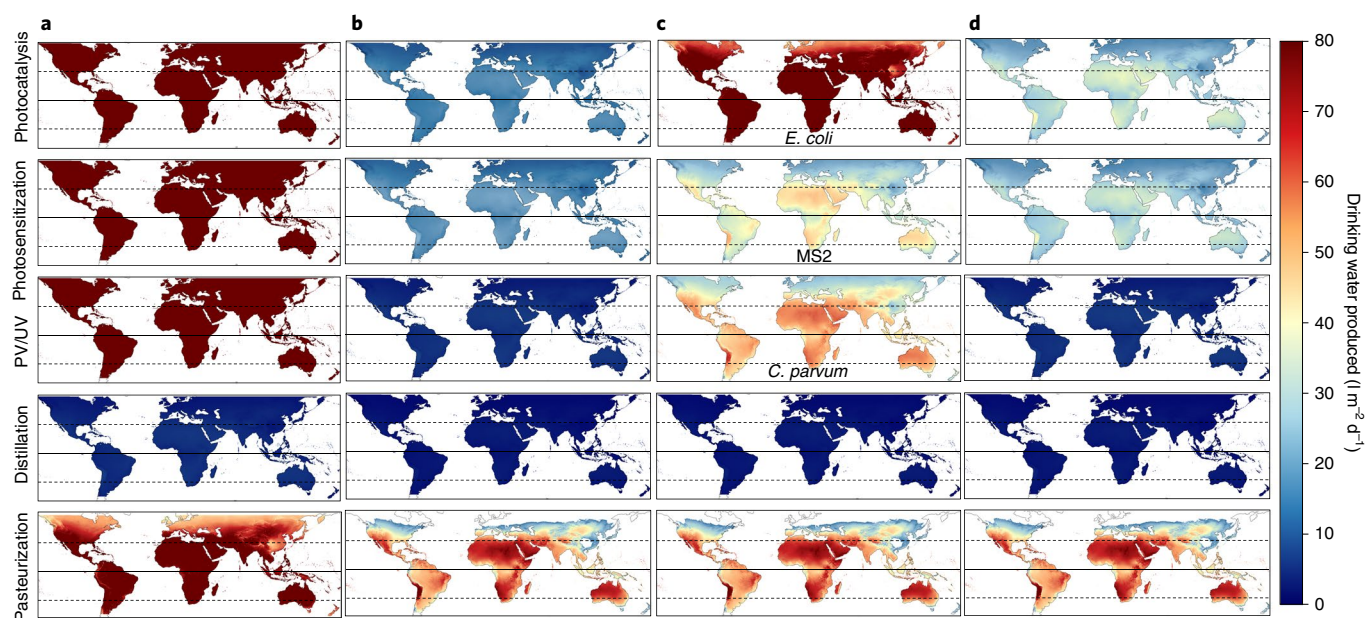 a b c d
Photocatalysis
E. coli
Photosensitization
MS2
PV/UV
C. parvum
Distillation
Pasteurization
80
70
60
50
40
30
20
10
0
Drinking water produced (l m⁻² d⁻¹)